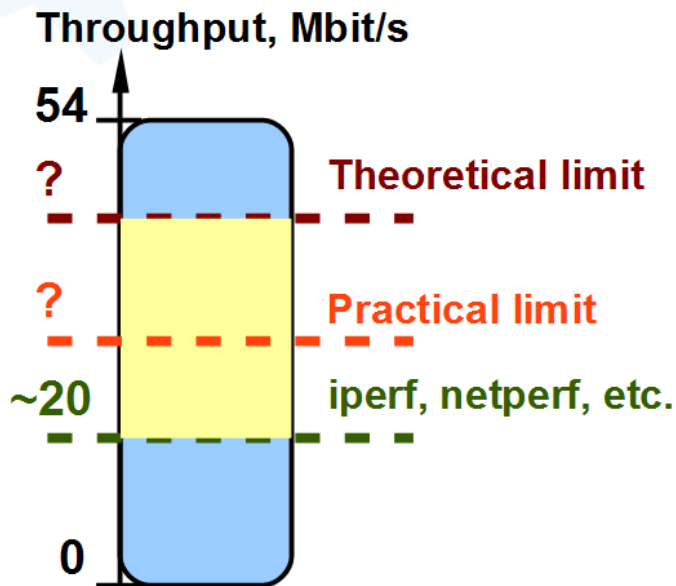 Throughput, Mbit/s
54
?
Theoretical limit
?
Practical limit
~20
iperf, netperf, etc.
0